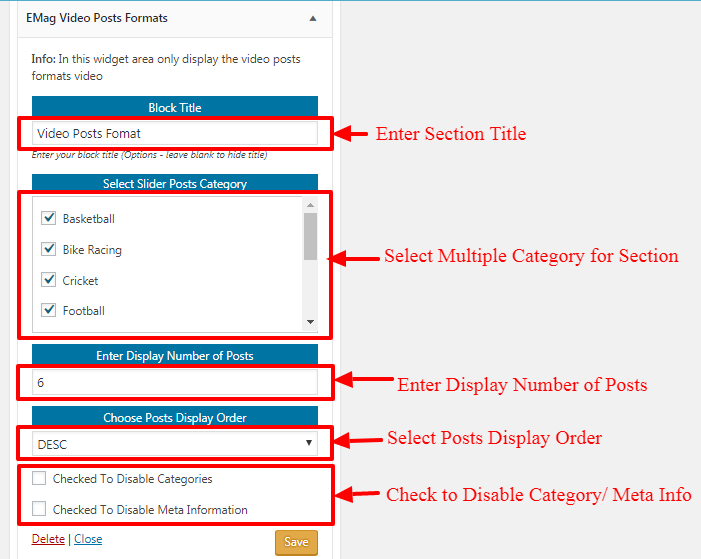 EMag Video Posts Formats
Info: In this widget area only display the video posts
formats video
Block Title
Video Posts Fomat
Enter Section Title
Enter your block title (Options - leave blank to hide title)
Select Slider Posts Category
Basketball
Bike Racing
Select Multiple Category for Section
Cricket
Football
Enter Display Number of Posts
6
Enter Display Number of Posts
Choose Posts Display Order
DESC
Select Posts Display Order
Checked To Disable Categories
Check to Disable Category/ Meta Info
Checked To Disable Meta Information
Delete | Close
Save